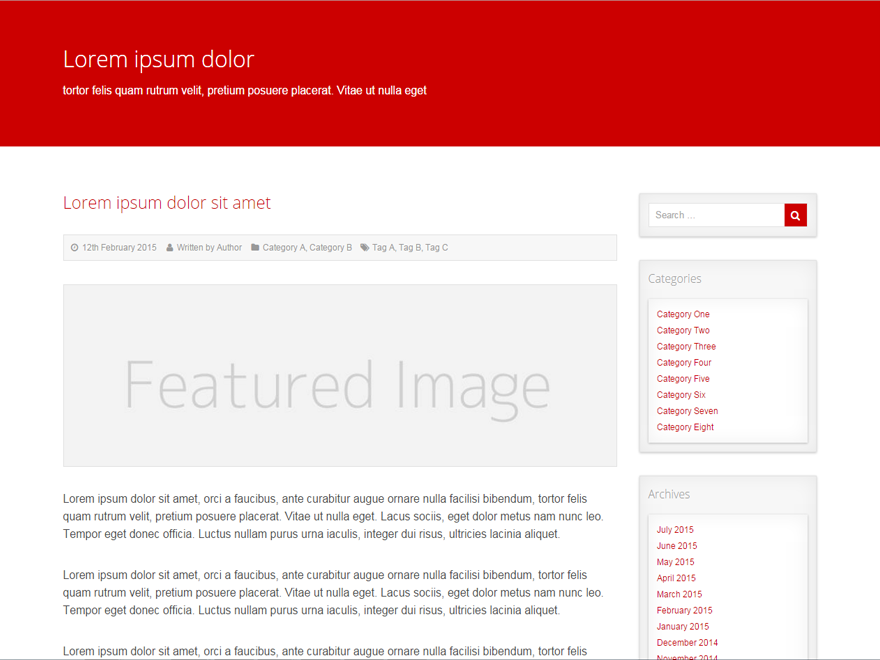 Lorem ipsum dolor
tortor felis quam rutrum velit, pretium posuere placerat. Vitae ut nulla eget
Lorem ipsum dolor sit amet
12th February 2015 Written by Author Category A, Category B Tag A, Tag B, Tag C
Featured Image
Lorem ipsum dolor sit amet, orci a faucibus, ante curabitur augue ornare nulla facilisi bibendum, tortor felis
quam rutrum velit, pretium posuere placerat. Vitae ut nulla eget. Lacus sociis, eget dolor metus nam nunc leo.
Tempor eget donec officia. Luctus nullam purus urna iaculis, integer dui risus, ultricies lacinia aliquet.
Lorem ipsum dolor sit amet, orci a faucibus, ante curabitur augue ornare nulla facilisi bibendum, tortor felis
quam rutrum velit, pretium posuere placerat. Vitae ut nulla eget. Lacus sociis, eget dolor metus nam nunc leo.
Tempor eget donec officia. Luctus nullam purus urna iaculis, integer dui risus, ultricies lacinia aliquet.
Lorem ipsum dolor sit amet, orci a faucibus, ante curabitur augue ornare nulla facilisi bibendum, tortor felis
Search ...
Categories
Category One
Category Two
Category Three
Category Four
Category Five
Category Six
Category Seven
Category Eight
Archives
July 2015
June 2015
May 2015
April 2015
March 2015
February 2015
January 2015
December 2014
November 2014